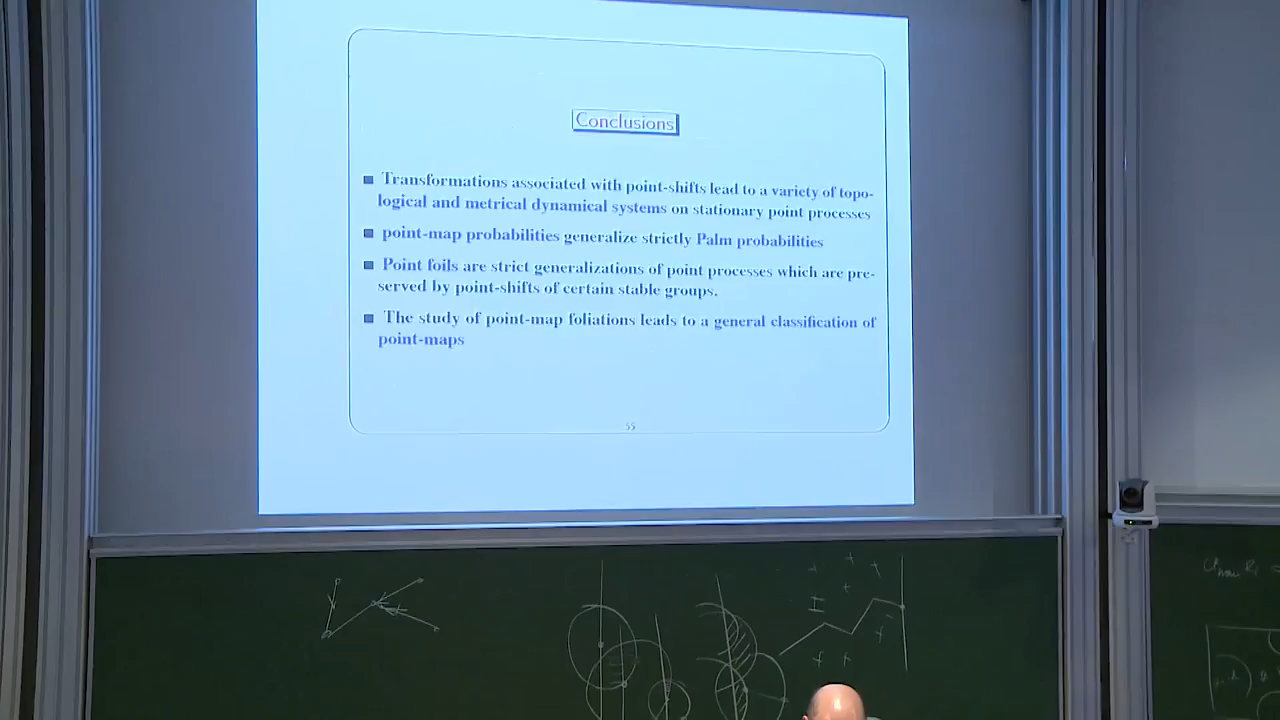 Conclusions
Transformations associated with point-shifts lead to a variety of topo-
logical and metrical dynamical systems on stationary point processes
point-map probabilities generalize strictly Palm probabilities
Point foils are strict generalizations of point processes which are pre-
served by point-shifts of certain stable groups.
The study of point-map foliations leads to a general classification of
point-maps
55
I